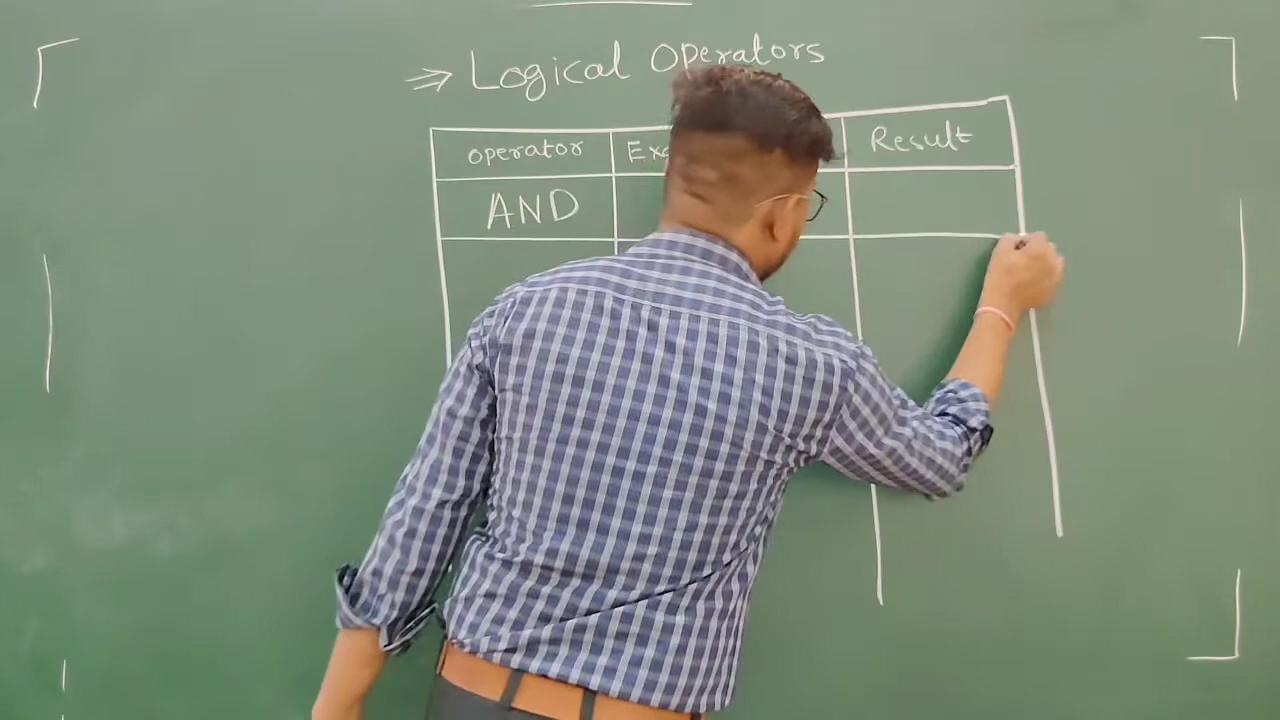 ⇒ Logical Operators
operator Result
AND